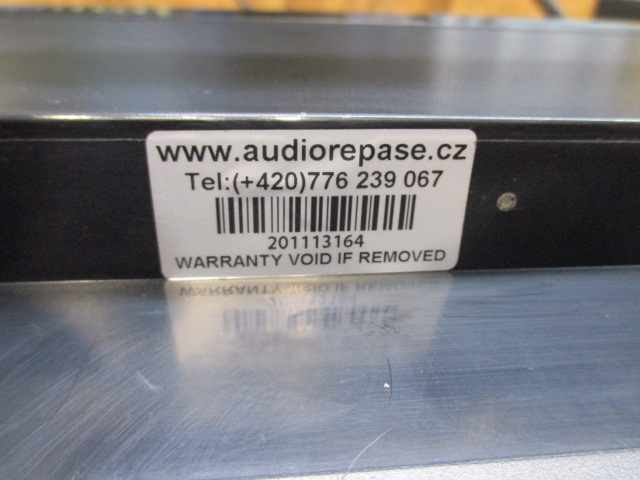 www.audiorepase.cz
Tel:(+420)776 239 067
201113164
WARRANTY VOID IF REMOVED